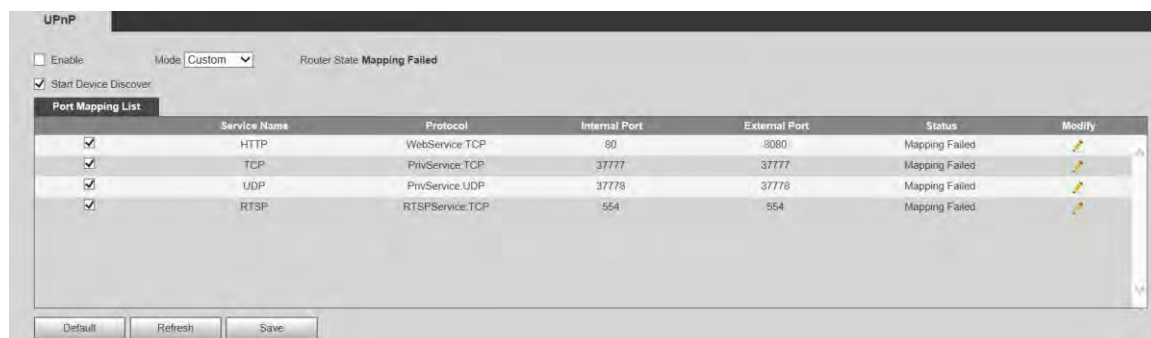 UPnP
Enable Mode Custom Router State Mapping Failed
Start Device Discover
Port Mapping List
Service Name Protocol Internal Port External Port Status Modify
HTTP WebService:TCP 80 8080 Mapping Failed
TCP PrivService:TCP 37777 37777 Mapping Failed
UDP PrivService:UDP 37778 37778 Mapping Failed
RTSP RTSPService:TCP 554 554 Mapping Failed
Default Refresh Save